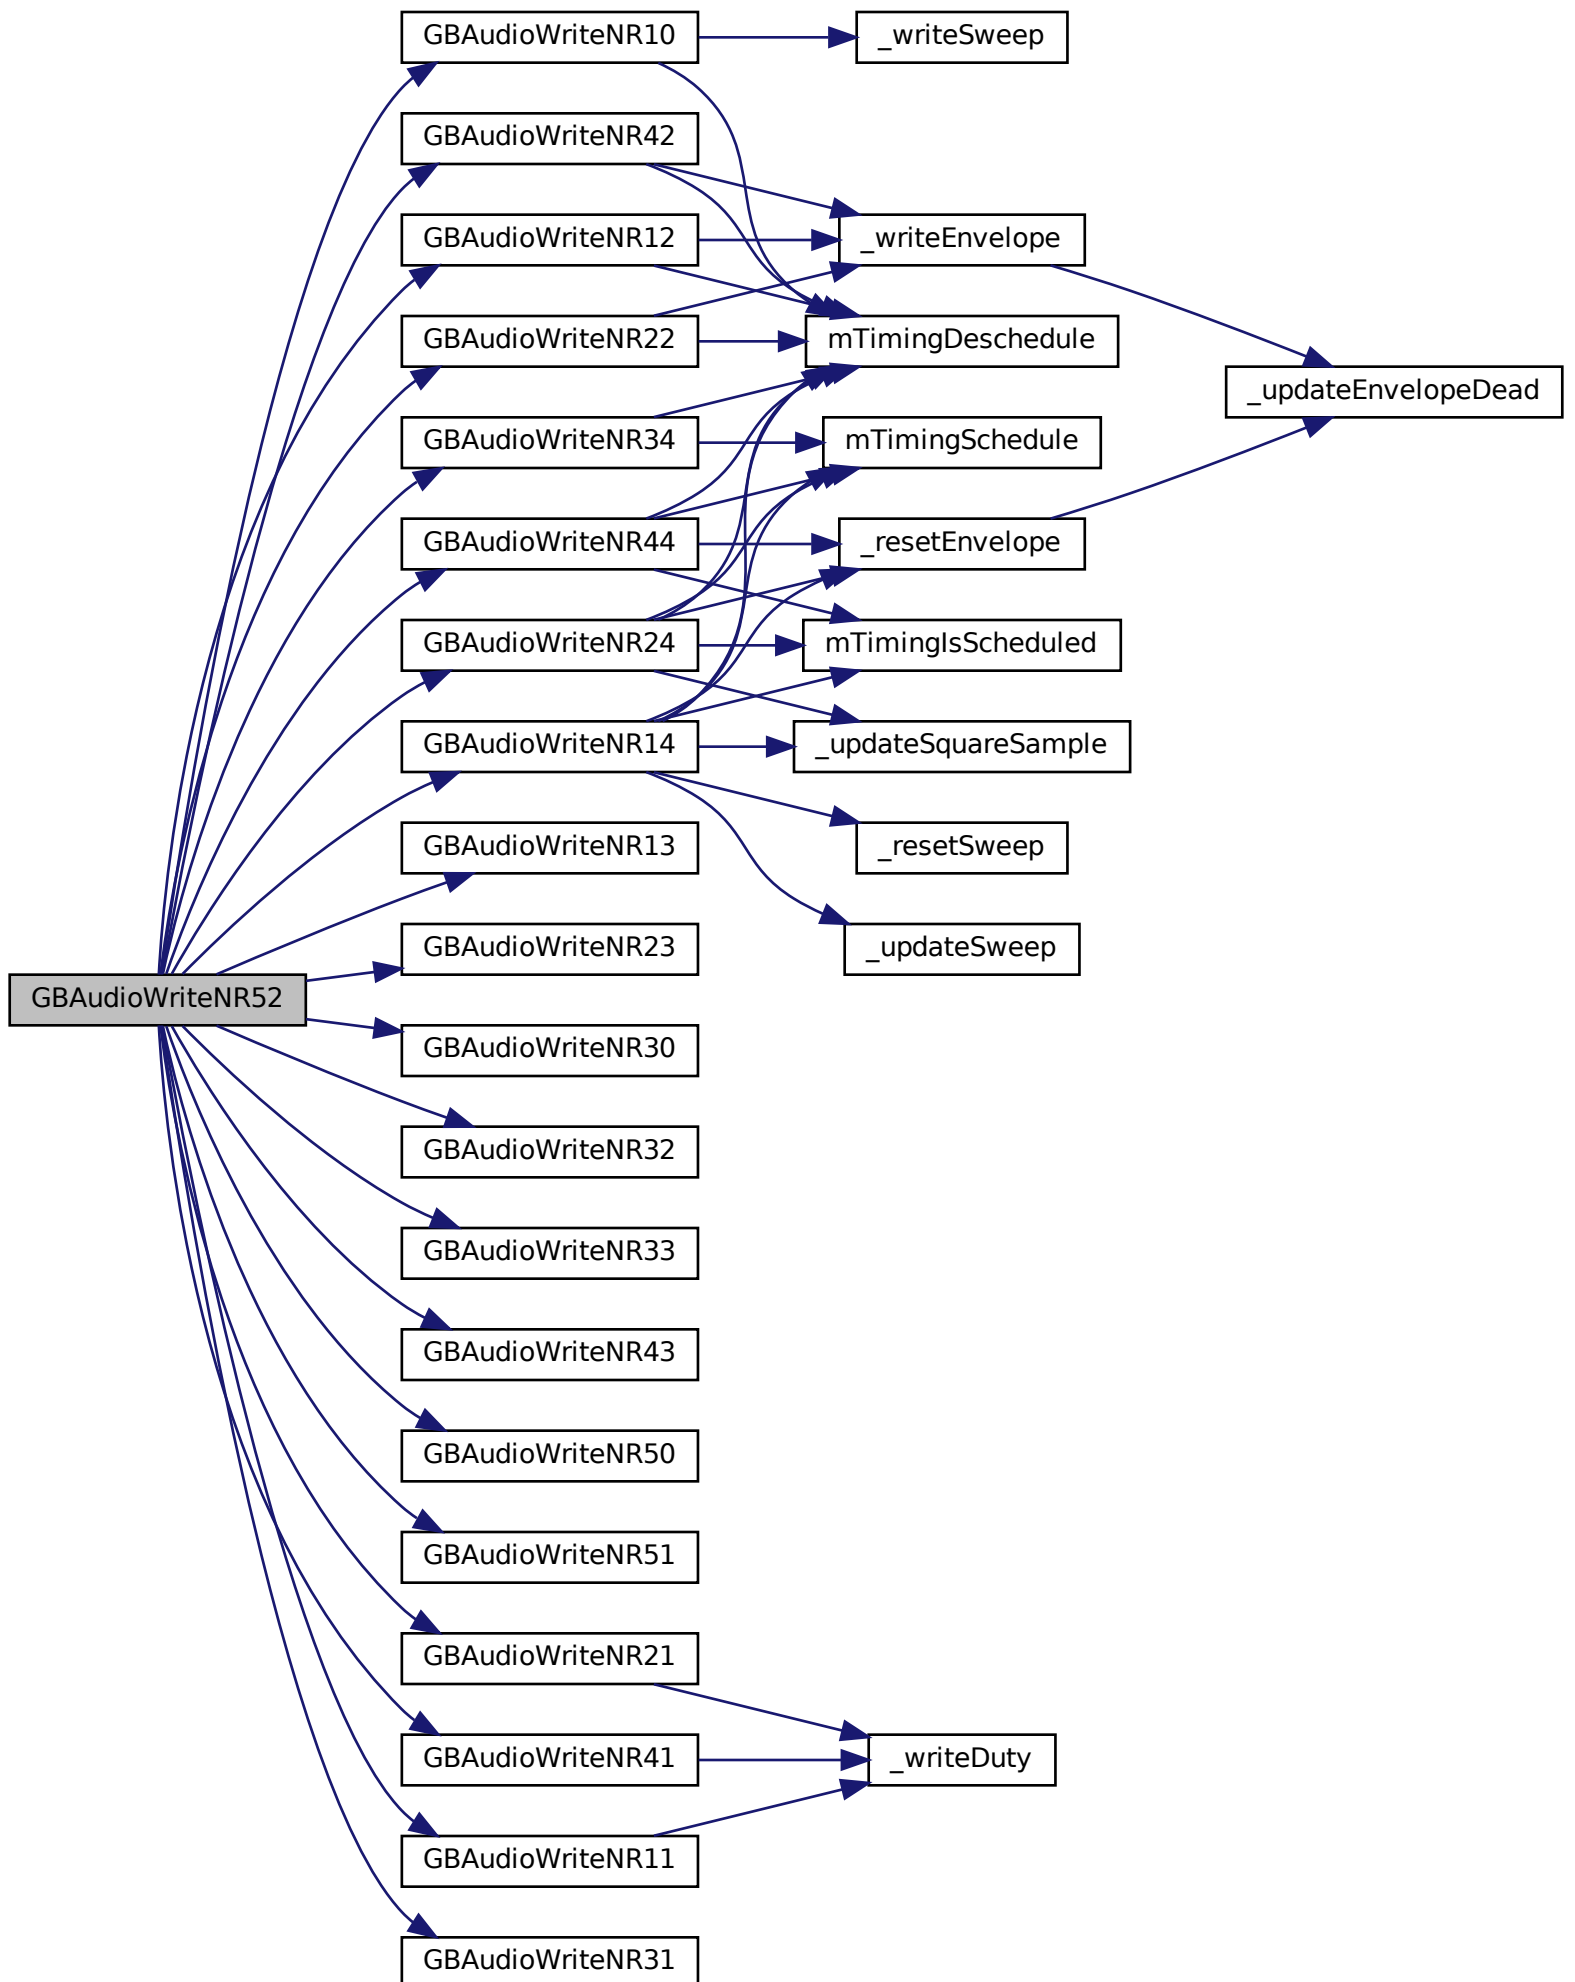 GBAudioWriteNR10
_writeSweep
GBAudioWriteNR42
GBAudioWriteNR12
_writeEnvelope
GBAudioWriteNR22
mTimingDeschedule
_updateEnvelopeDead
GBAudioWriteNR34
mTimingSchedule
GBAudioWriteNR44
_resetEnvelope
GBAudioWriteNR24
mTimingIsScheduled
GBAudioWriteNR14
_updateSquareSample
GBAudioWriteNR13
_resetSweep
GBAudioWriteNR23
_updateSweep
GBAudioWriteNR52
GBAudioWriteNR30
GBAudioWriteNR32
GBAudioWriteNR33
GBAudioWriteNR43
GBAudioWriteNR50
GBAudioWriteNR51
GBAudioWriteNR21
GBAudioWriteNR41
_writeDuty
GBAudioWriteNR11
GBAudioWriteNR31